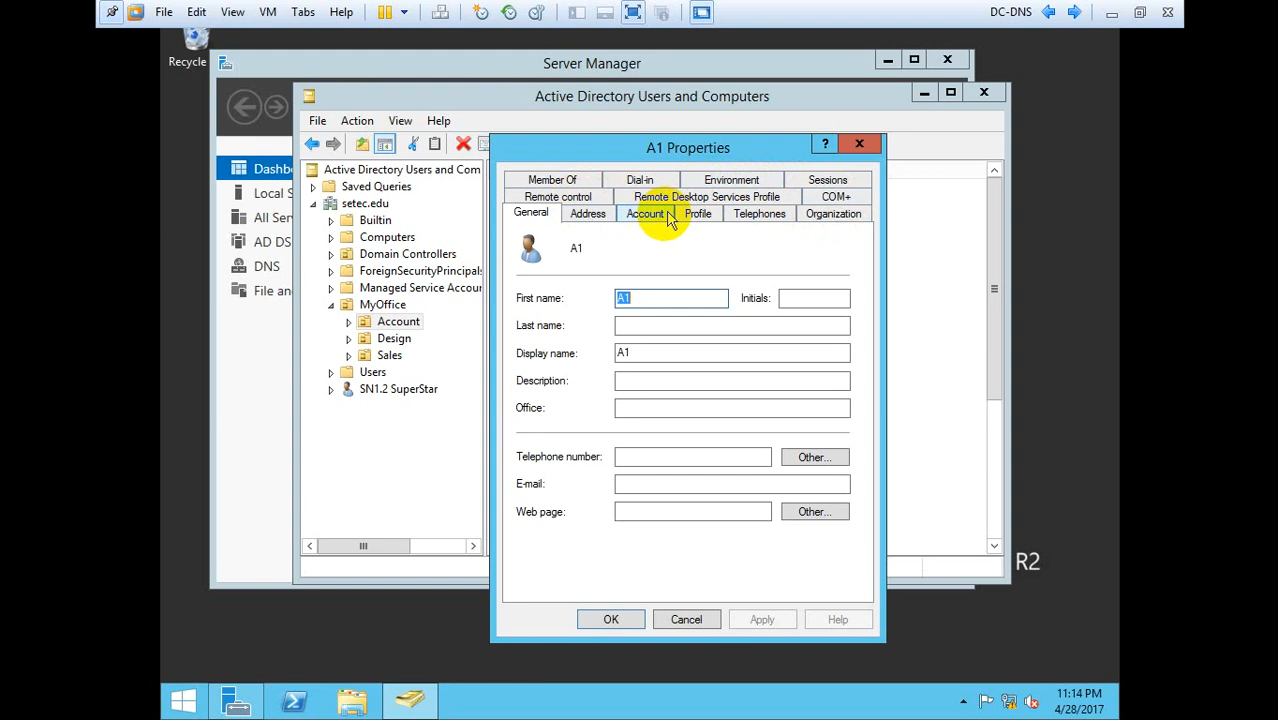 File Edit View VM Tabs Help DC-DNS
Recycle
Server Manager
Active Directory Users and Computers
File Action View Help
Dashb
Local S
All Serv
AD DS
DNS
File an
Active Directory Users and Com
Saved Queries
setec.edu
Builtin
Computers
Domain Controllers
ForeignSecurityPrincipals
Managed Service Accour
MyOffice
Account
Design
Sales
Users
SN1.2 SuperStar
A1 Properties
Member Of Dial-in Environment Sessions
Remote control Remote Desktop Services Profile COM+
General Address Account Profile Telephones Organization
A1
First name: A1 Initials:
Last name:
Display name: A1
Description:
Office:
Telephone number: Other...
E-mail:
Web page: Other...
OK Cancel Apply Help
R2
11:14 PM
4/28/2017